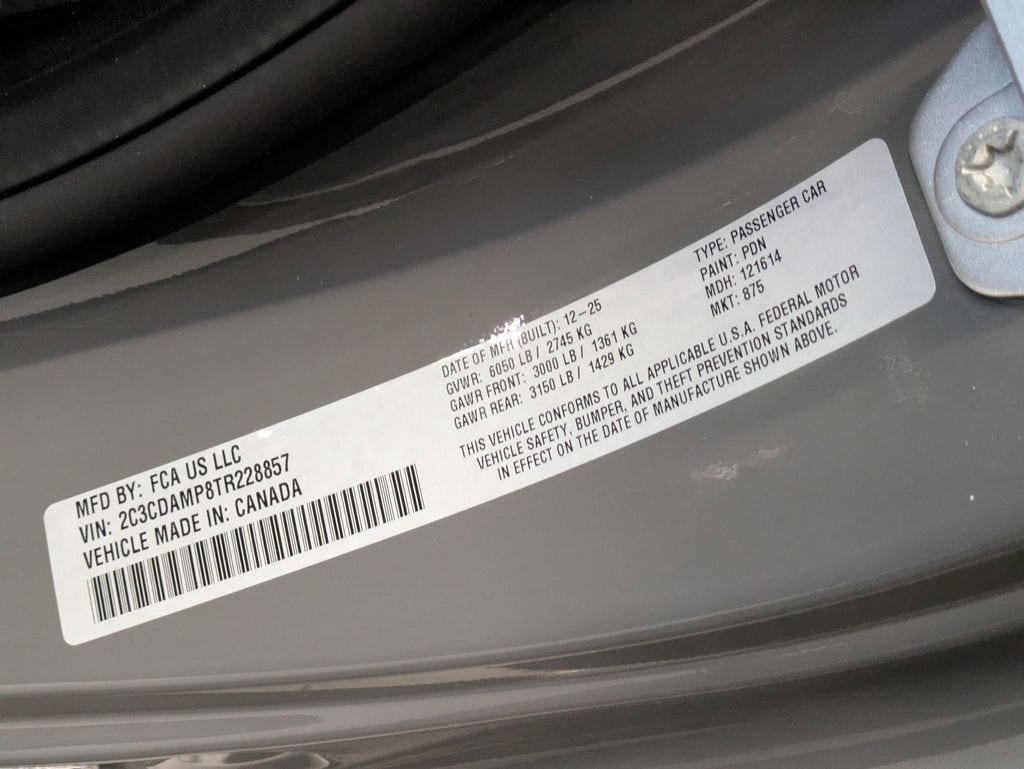 MFD BY: FCA US LLC
VIN: 2C3CDAMP8TR228857
VEHICLE MADE IN: CANADA
DATE OF MFR (BUILT): 12-25
GVWR: 6050 LB / 2745 KG
GAWR FRONT: 3000 LB / 1361 KG
GAWR REAR: 3150 LB / 1429 KG
TYPE: PASSENGER CAR
PAINT: PDN
MDH: 121614
MKT: 875
THIS VEHICLE CONFORMS TO ALL APPLICABLE U.S.A. FEDERAL MOTOR
VEHICLE SAFETY, BUMPER, AND THEFT PREVENTION STANDARDS
IN EFFECT ON THE DATE OF MANUFACTURE SHOWN ABOVE.